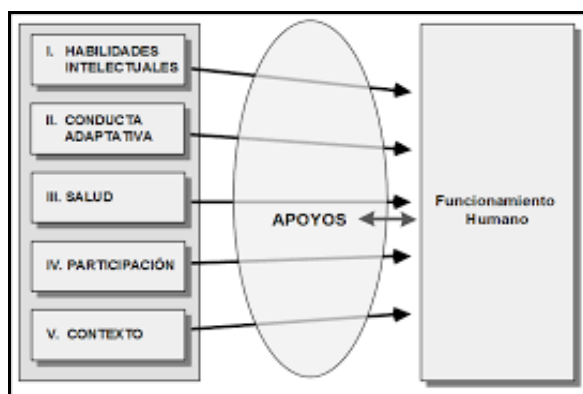 I. HABILIDADES
INTELECTUALES
II. CONDUCTA
ADAPTATIVA
III. SALUD
IV. PARTICIPACIÓN
V. CONTEXTO
APOYOS
Funcionamiento
Humano